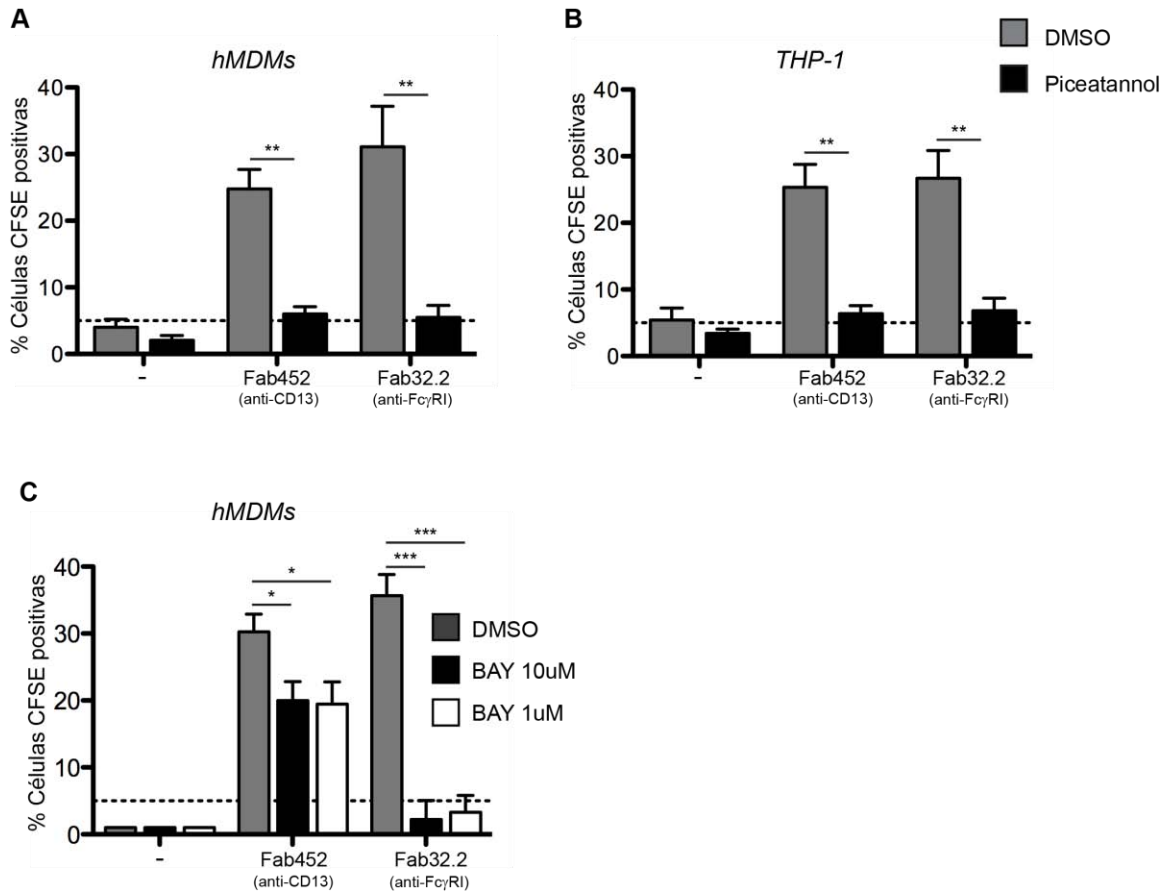 A
hMDMs
% Células CFSE positivas
40
30
20
10
0
**
**
-
Fab452
(anti-CD13)
Fab32.2
(anti-FcγRI)
B
THP-1
DMSO
Piceatannol
% Células CFSE positivas
40
30
20
10
0
**
**
-
Fab452
(anti-CD13)
Fab32.2
(anti-FcγRI)
C
hMDMs
% Células CFSE positivas
40
30
20
10
0
*
*
***
***
DMSO
BAY 10uM
BAY 1uM
-
Fab452
(anti-CD13)
Fab32.2
(anti-FcγRI)